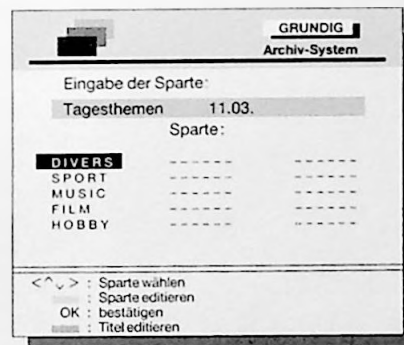 GRUNDIG
Archiv-System
Eingabe der Sparte:
Tagesthemen 11.03.
Sparte:
DIVERS ------ ------
SPORT ------ ------
MUSIC ------ ------
FILM ------ ------
HOBBY ------ ------
<^⌄> : Sparte wählen
: Sparte editieren
OK : bestätigen
: Titel editieren